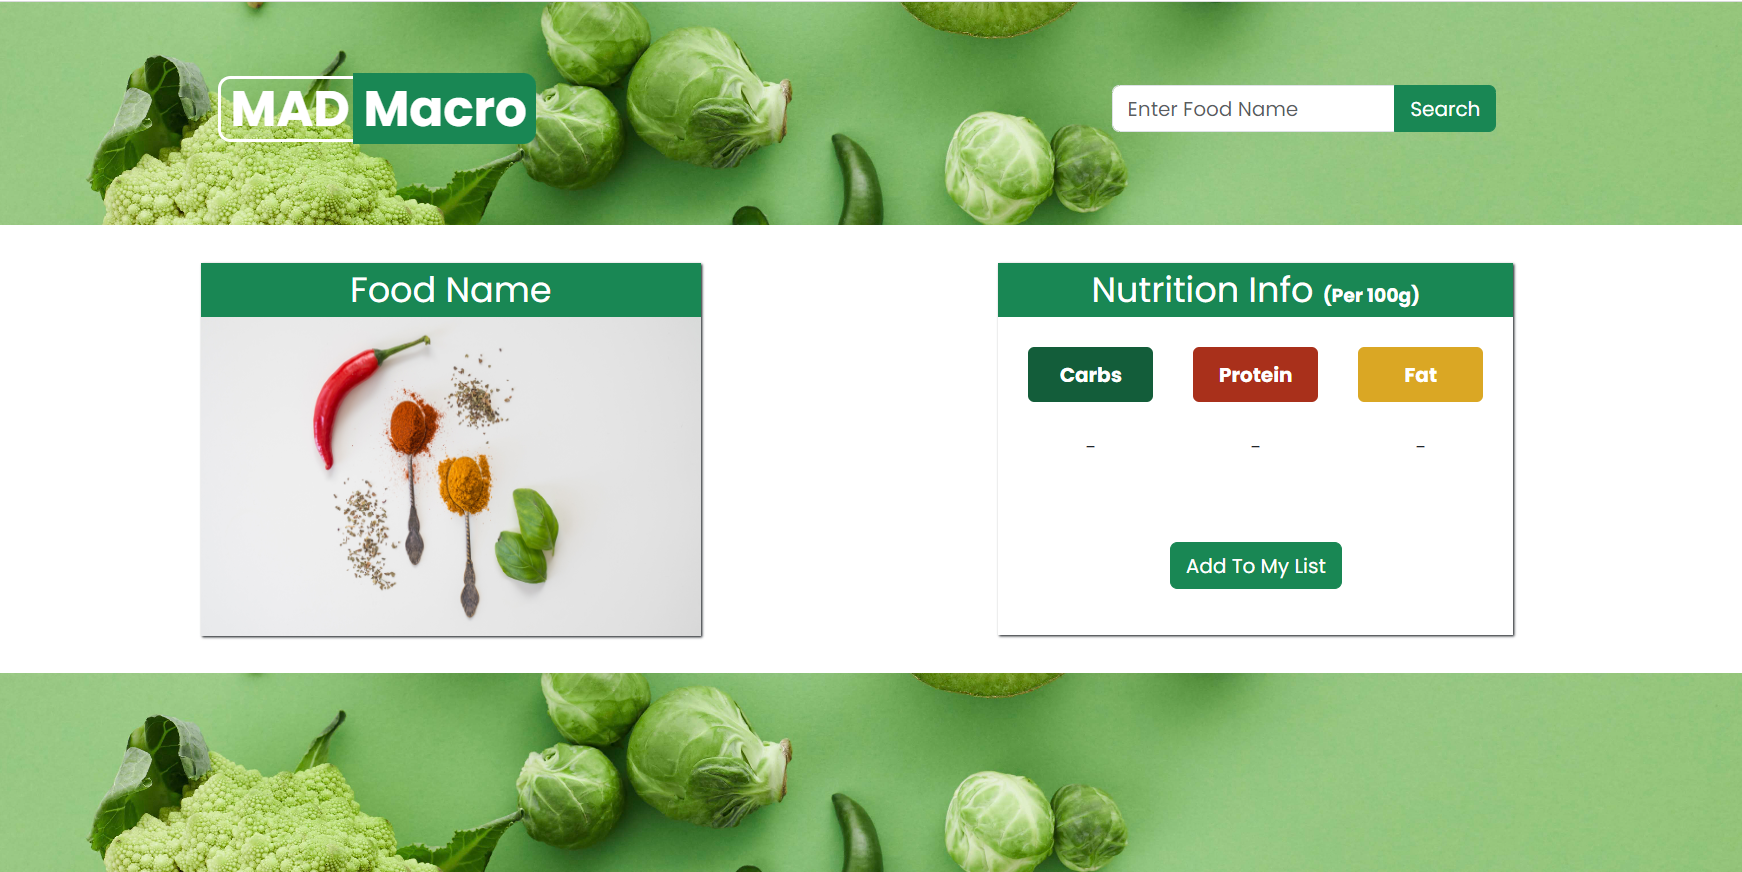 MAD Macro
Enter Food Name Search
Food Name
Nutrition Info (Per 100g)
Carbs Protein Fat
- - -
Add To My List